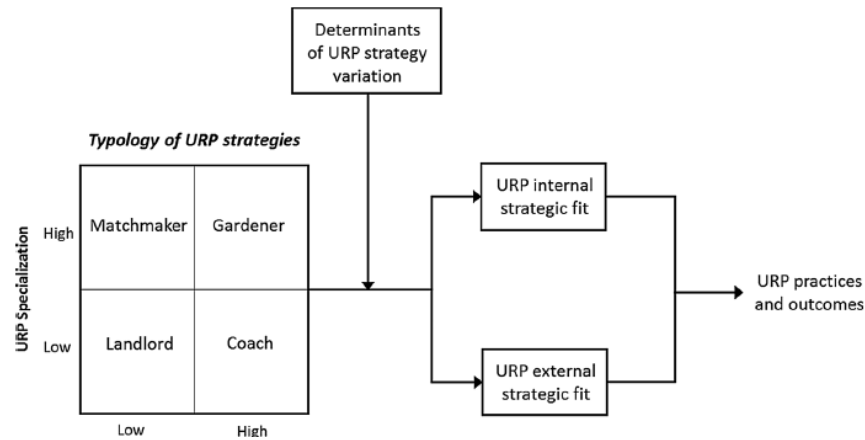 Determinants
of URP strategy
variation
Typology of URP strategies
URP Specialization
High
Low
Matchmaker
Gardener
Landlord
Coach
Low
High
URP internal
strategic fit
URP external
strategic fit
URP practices
and outcomes